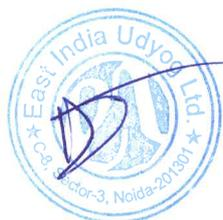 East India Udyog Ltd.
★ C-8, Sector-3, Noida-201301 ★